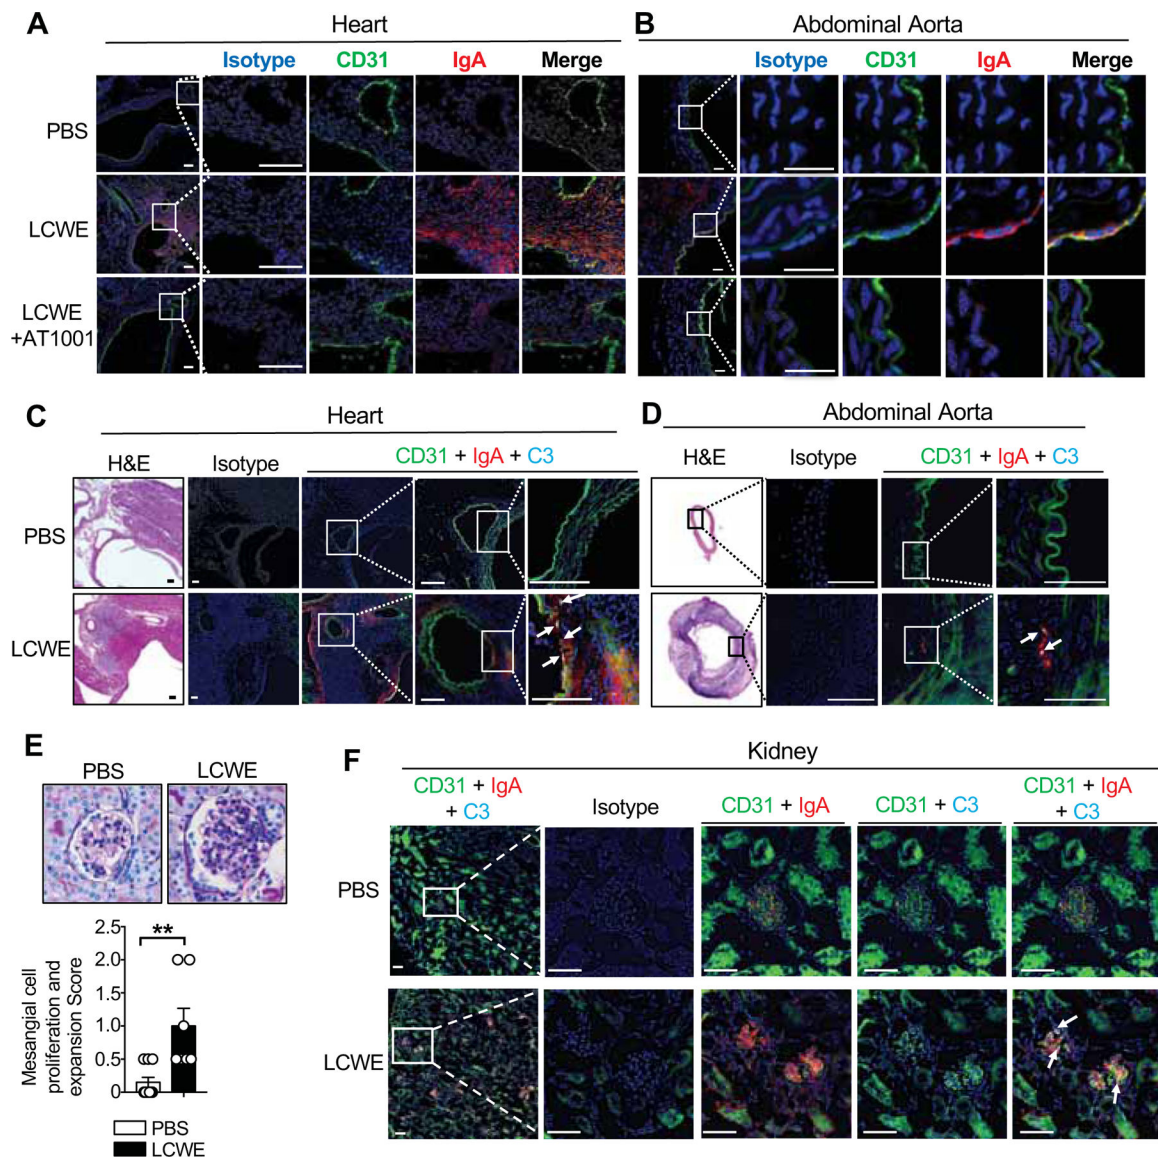 A
Heart
Isotype CD31 IgA Merge
PBS
LCWE
LCWE
+AT1001
B
Abdominal Aorta
Isotype CD31 IgA Merge
C
Heart
H&E Isotype CD31 + IgA + C3
PBS
LCWE
D
Abdominal Aorta
H&E Isotype CD31 + IgA + C3
E
PBS LCWE
Mesangial cell
proliferation and
expansion Score
2.5
**
2.0
1.5
1.0
0.5
0
PBS
LCWE
F
Kidney
CD31 + IgA
+ C3
Isotype
CD31 + IgA
CD31 + C3
CD31 + IgA
+ C3
PBS
LCWE